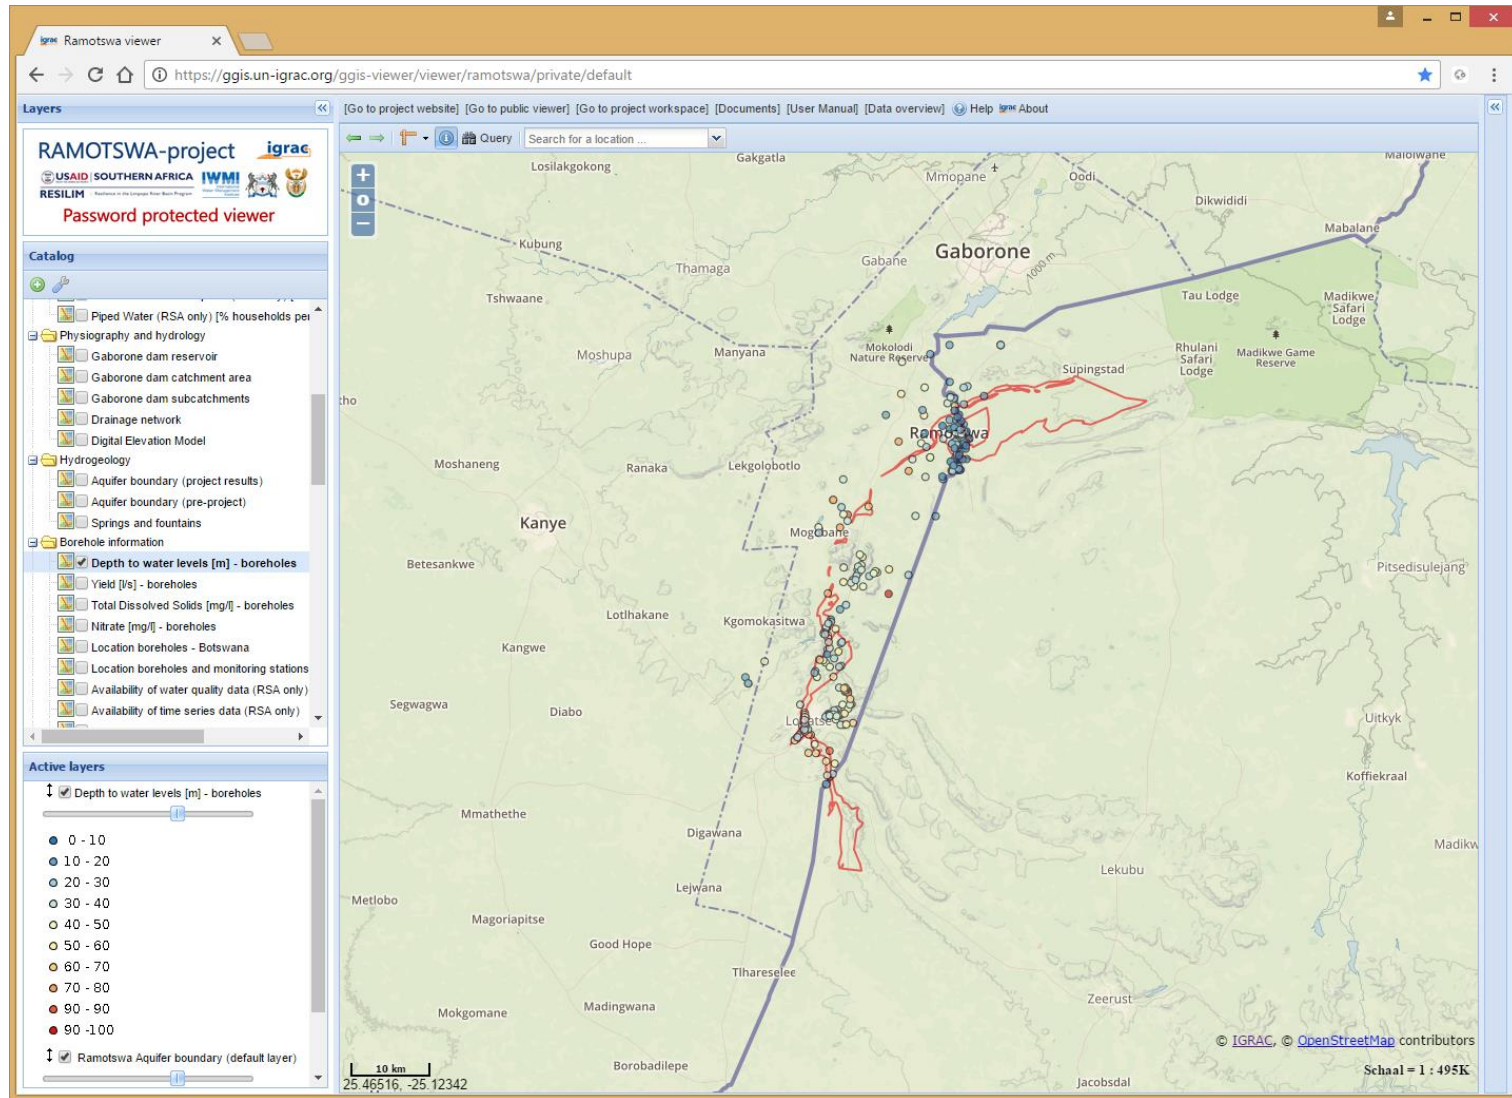 igrac Ramotswa viewer
https://ggis.un-igrac.org/ggis-viewer/viewer/ramotswa/private/default
Layers
[Go to project website] [Go to public viewer] [Go to project workspace] [Documents] [User Manual] [Data overview] Help igrac About
Query Search for a location ...
RAMOTSWA-project igrac
USAID SOUTHERN AFRICA IWMI
RESILIM
Password protected viewer
Catalog
Piped Water (RSA only) [% households per
Physiography and hydrology
Gaborone dam reservoir
Gaborone dam catchment area
Gaborone dam subcatchments
Drainage network
Digital Elevation Model
Hydrogeology
Aquifer boundary (project results)
Aquifer boundary (pre-project)
Springs and fountains
Borehole information
Depth to water levels [m] - boreholes
Yield [l/s] - boreholes
Total Dissolved Solids [mg/l] - boreholes
Nitrate [mg/l] - boreholes
Location boreholes - Botswana
Location boreholes and monitoring stations
Availability of water quality data (RSA only)
Availability of time series data (RSA only)
Active layers
Depth to water levels [m] - boreholes
0 - 10
10 - 20
20 - 30
30 - 40
40 - 50
50 - 60
60 - 70
70 - 80
90 - 90
90 -100
Ramotswa Aquifer boundary (default layer)
Losilakgokong
Gakgatla
Malolwane
Mmopane
Oodi
Dikwididi
Mabalane
Kubung
Gaborone
Gabane
Thamaga
1000 m
Tshwaane
Tau Lodge
Madikwe
Safari
Lodge
Moshupa
Manyana
Mokolodi
Nature Reserve
Rhulani
Safari
Lodge
Madikwe Game
Reserve
Supingstad
tho
Ramotswa
Moshaneng
Ranaka
Lekgolobotlo
Kanye
Mogobane
Betesankwe
Pitsedisulejang
Lotlhakane
Kgomokasitwa
Kangwe
Segwagwa
Diabo
Lobatse
Uitkyk
Koffiekraal
Mmathethe
Digawana
Madikw
Lekubu
Lejwana
Metlobo
Magoriapitse
Good Hope
Tlhareselee
Zeerust
Mokgomane
Madingwana
© IGRAC, © OpenStreetMap contributors
10 km
Borobadilepe
Schaal = 1 : 495K
25.46516, -25.12342
Jacobsdal